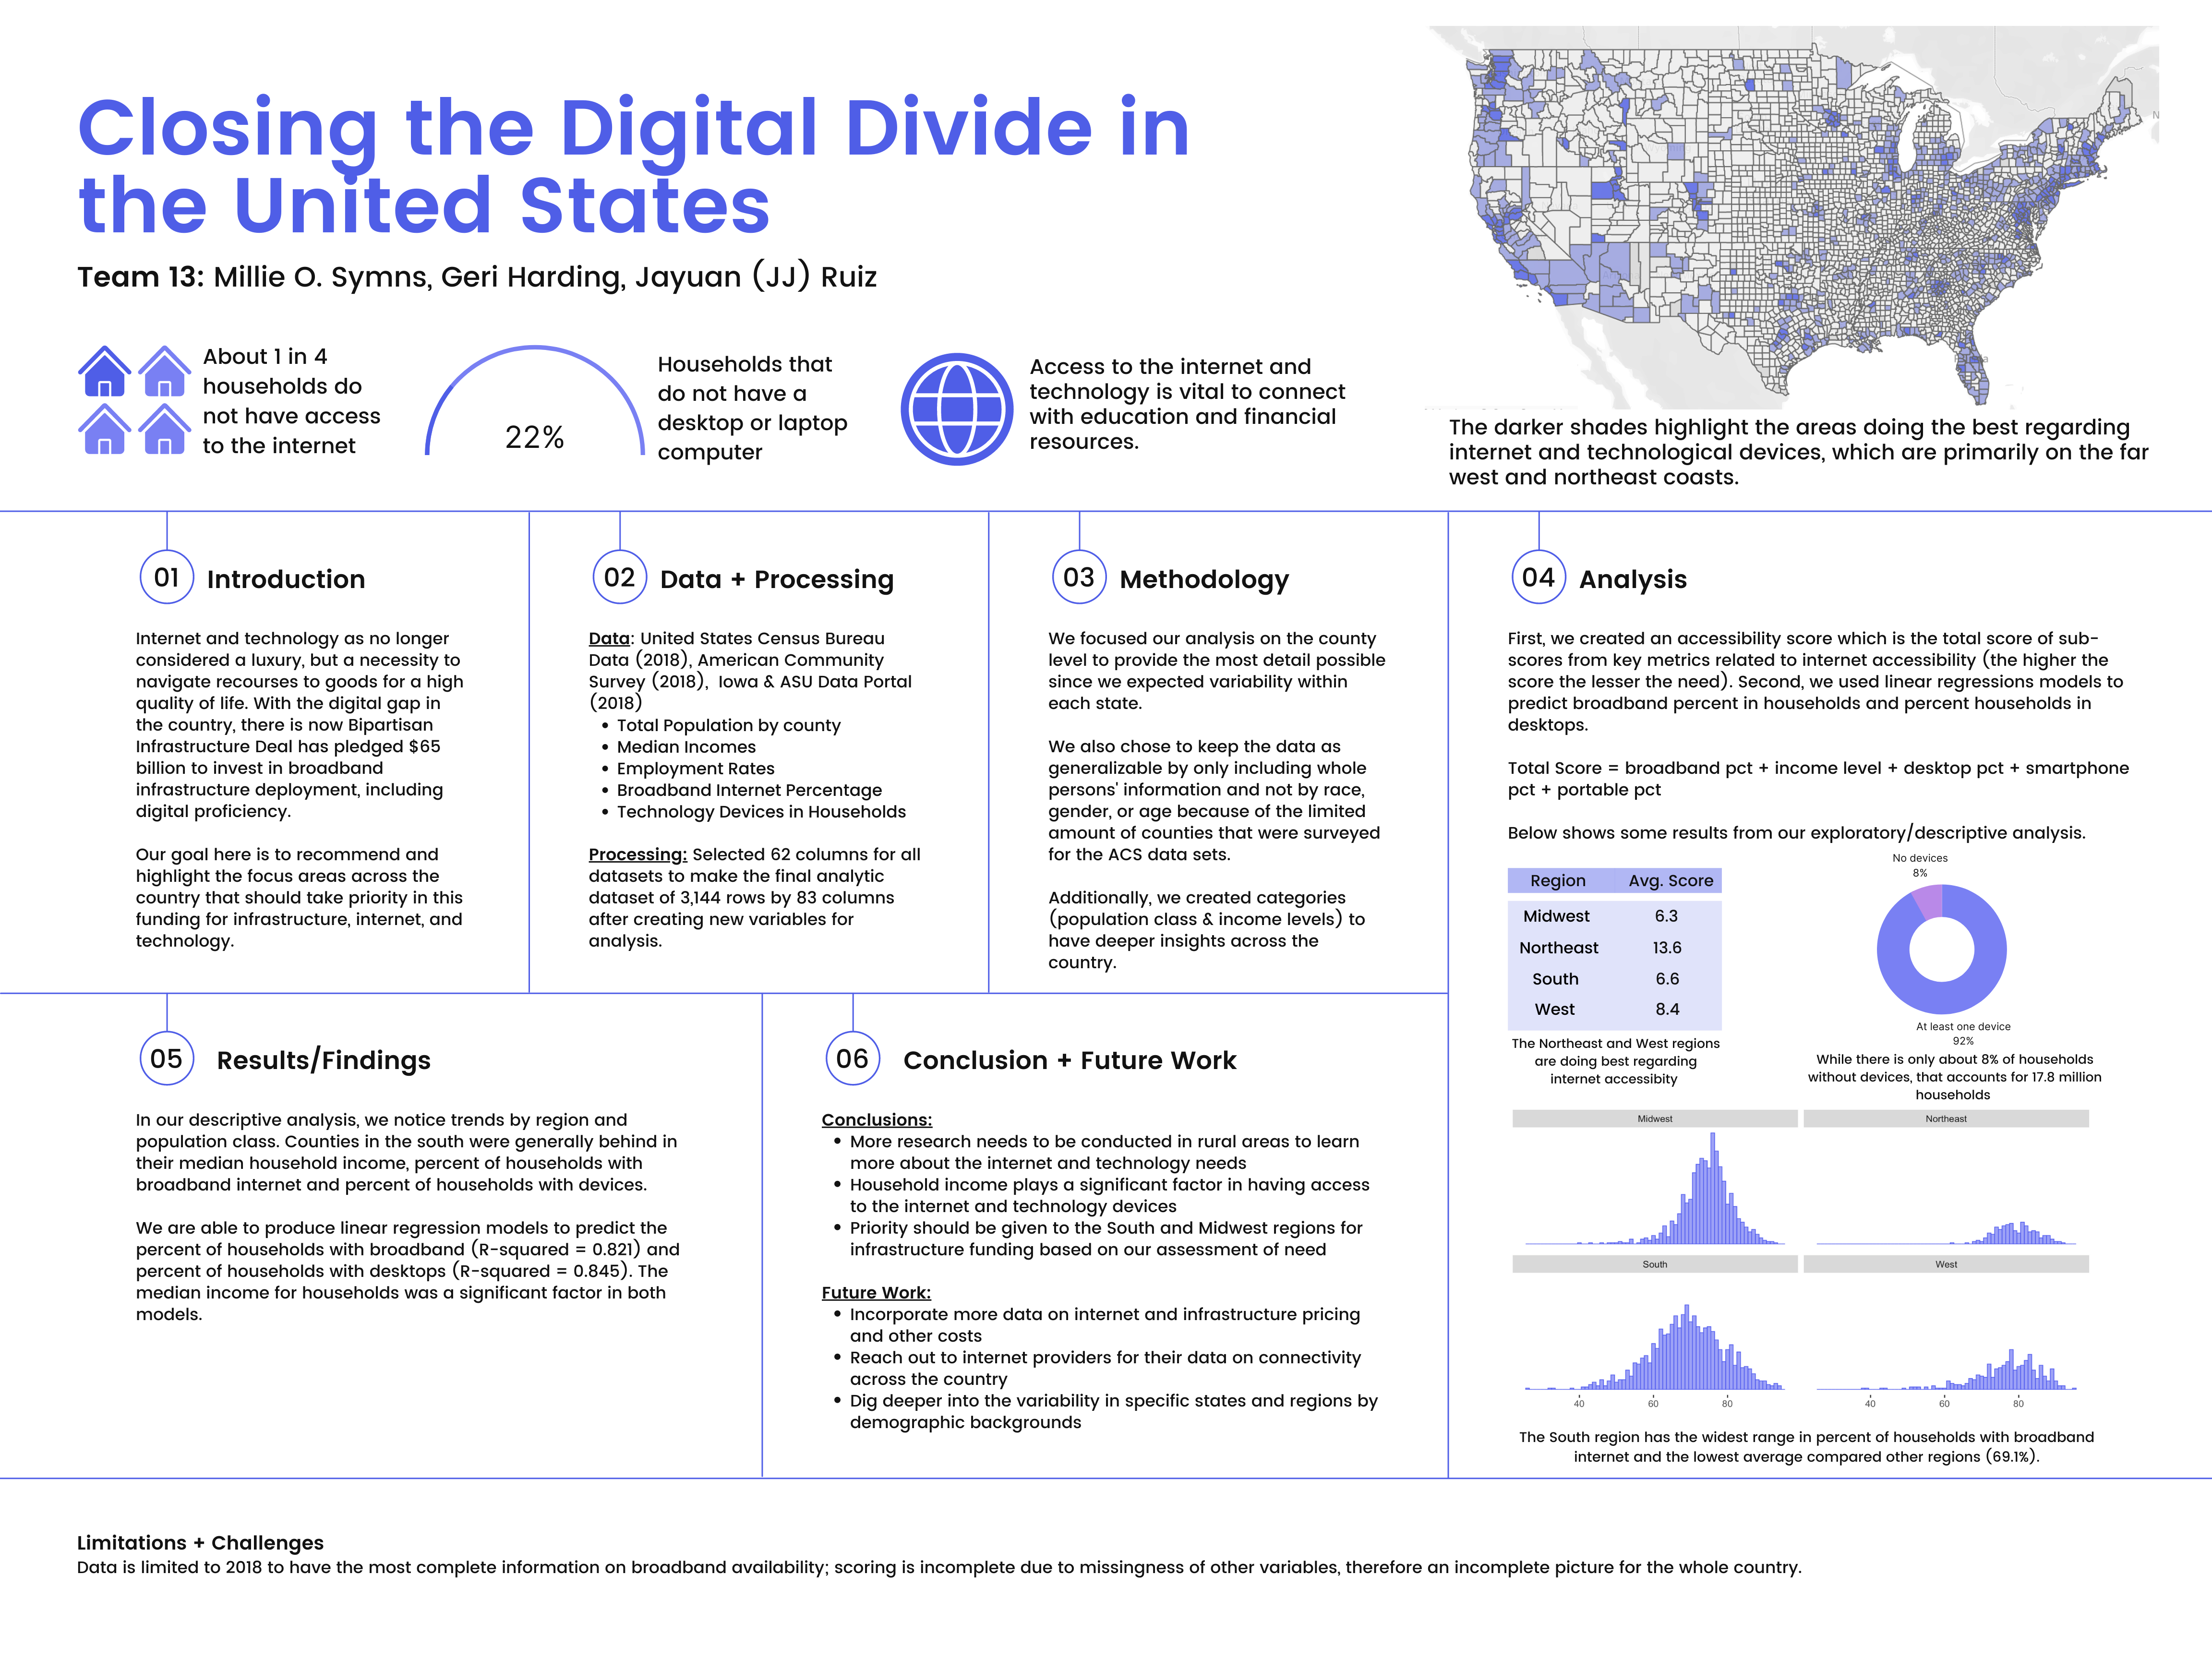 Closing the Digital Divide in
the United States
Team 13: Millie O. Symns, Geri Harding, Jayuan (JJ) Ruiz
About 1 in 4
households do
not have access
to the internet
22%
Households that
do not have a
desktop or laptop
computer
Access to the internet and
technology is vital to connect
with education and financial
resources.
The darker shades highlight the areas doing the best regarding
internet and technological devices, which are primarily on the far
west and northeast coasts.
01 Introduction
Internet and technology as no longer
considered a luxury, but a necessity to
navigate recourses to goods for a high
quality of life. With the digital gap in
the country, there is now Bipartisan
Infrastructure Deal has pledged $65
billion to invest in broadband
infrastructure deployment, including
digital proficiency.
Our goal here is to recommend and
highlight the focus areas across the
country that should take priority in this
funding for infrastructure, internet, and
technology.
02 Data + Processing
Data: United States Census Bureau
Data (2018), American Community
Survey (2018), Iowa & ASU Data Portal
(2018)
• Total Population by county
• Median Incomes
• Employment Rates
• Broadband Internet Percentage
• Technology Devices in Households
Processing: Selected 62 columns for all
datasets to make the final analytic
dataset of 3,144 rows by 83 columns
after creating new variables for
analysis.
03 Methodology
We focused our analysis on the county
level to provide the most detail possible
since we expected variability within
each state.
We also chose to keep the data as
generalizable by only including whole
persons' information and not by race,
gender, or age because of the limited
amount of counties that were surveyed
for the ACS data sets.
Additionally, we created categories
(population class & income levels) to
have deeper insights across the
country.
04 Analysis
First, we created an accessibility score which is the total score of sub-
scores from key metrics related to internet accessibility (the higher the
score the lesser the need). Second, we used linear regressions models to
predict broadband percent in households and percent households in
desktops.
Total Score = broadband pct + income level + desktop pct + smartphone
pct + portable pct
Below shows some results from our exploratory/descriptive analysis.
Region Avg. Score
Midwest 6.3
Northeast 13.6
South 6.6
West 8.4
The Northeast and West regions
are doing best regarding
internet accessibity
No devices
8%
At least one device
92%
While there is only about 8% of households
without devices, that accounts for 17.8 million
households
Midwest
Northeast
South
West
40 60 80
40 60 80
The South region has the widest range in percent of households with broadband
internet and the lowest average compared other regions (69.1%).
05 Results/Findings
In our descriptive analysis, we notice trends by region and
population class. Counties in the south were generally behind in
their median household income, percent of households with
broadband internet and percent of households with devices.
We are able to produce linear regression models to predict the
percent of households with broadband (R-squared = 0.821) and
percent of households with desktops (R-squared = 0.845). The
median income for households was a significant factor in both
models.
06 Conclusion + Future Work
Conclusions:
• More research needs to be conducted in rural areas to learn
more about the internet and technology needs
• Household income plays a significant factor in having access
to the internet and technology devices
• Priority should be given to the South and Midwest regions for
infrastructure funding based on our assessment of need
Future Work:
• Incorporate more data on internet and infrastructure pricing
and other costs
• Reach out to internet providers for their data on connectivity
across the country
• Dig deeper into the variability in specific states and regions by
demographic backgrounds
Limitations + Challenges
Data is limited to 2018 to have the most complete information on broadband availability; scoring is incomplete due to missingness of other variables, therefore an incomplete picture for the whole country.